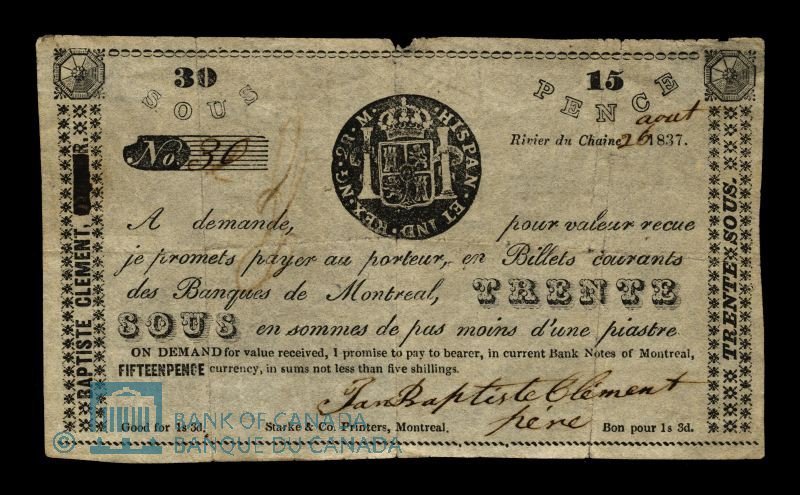 30 15
SOUS PENCE
No. 30
Rivier du Chaine 26 aout 1837.
M · HISPAN · ET IND · REX · NG · 2R ·
A demande, pour valeur recue
je promets payer au porteur, en Billets courants
des Banques de Montreal, TRENTE
SOUS en sommes de pas moins d'une piastre
ON DEMAND for value received, I promise to pay to bearer, in current Bank Notes of Montreal,
FIFTEENPENCE currency, in sums not less than five shillings.
Jan Baptiste Clément
père
Good for 1s 3d. Starke & Co. Printers, Montreal. Bon pour 1s 3d.
BAPTISTE CLEMENT, R.
TRENTE SOUS.
© BANK OF CANADA
BANQUE DU CANADA